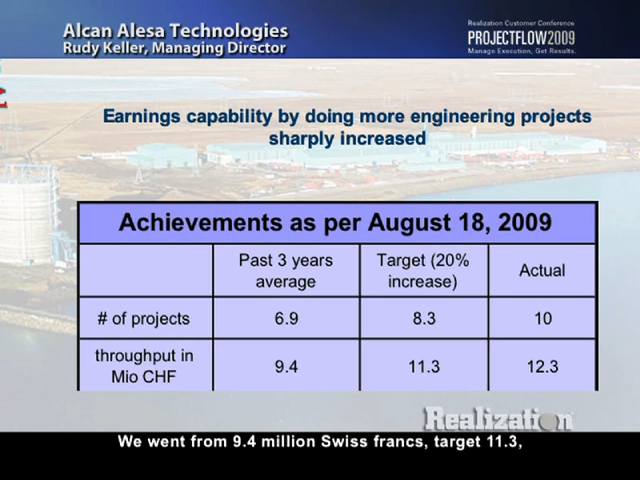 Alcan Alesa Technologies
Rudy Keller, Managing Director
Realization Customer Conference
PROJECTFLOW2009
Manage Execution, Get Results.
Earnings capability by doing more engineering projects
sharply increased
Achievements as per August 18, 2009
Past 3 years
average
Target (20%
increase)
Actual
# of projects
6.9
8.3
10
throughput in
Mio CHF
9.4
11.3
12.3
Realization
We went from 9.4 million Swiss francs, target 11.3,